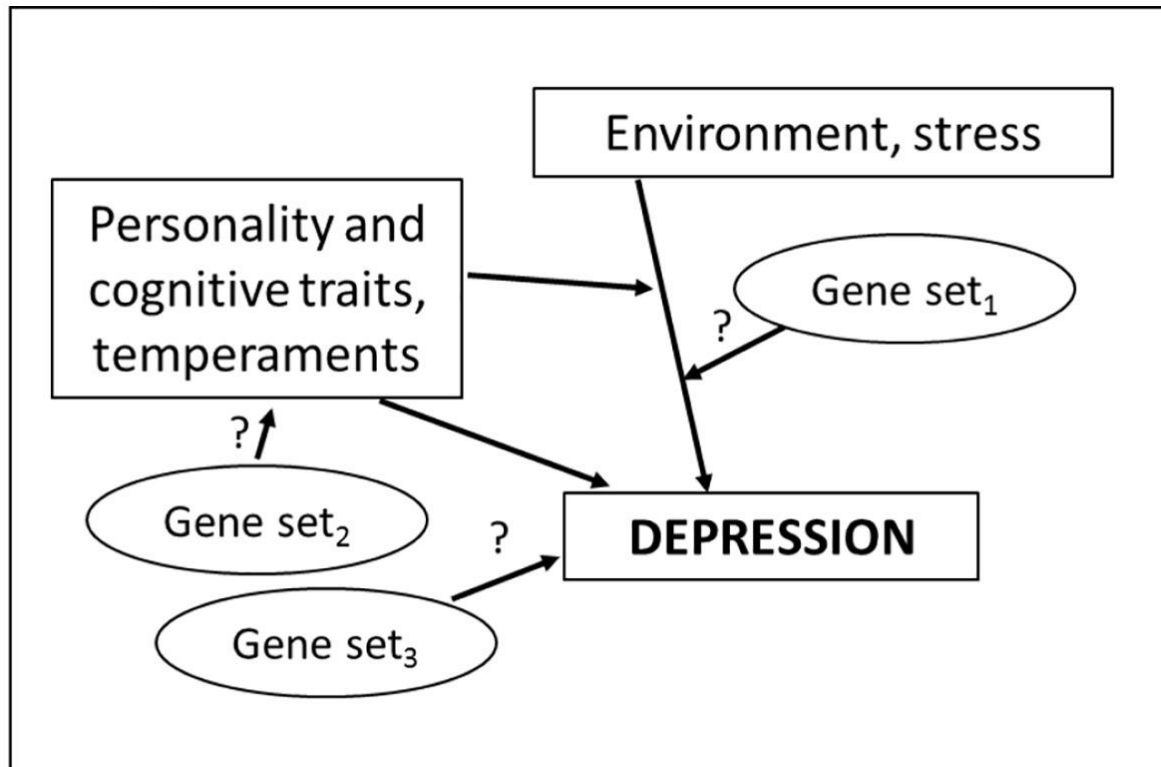 Environment, stress
Personality and
cognitive traits,
temperaments
Gene set₁
?
?
Gene set₂
?
DEPRESSION
Gene set₃